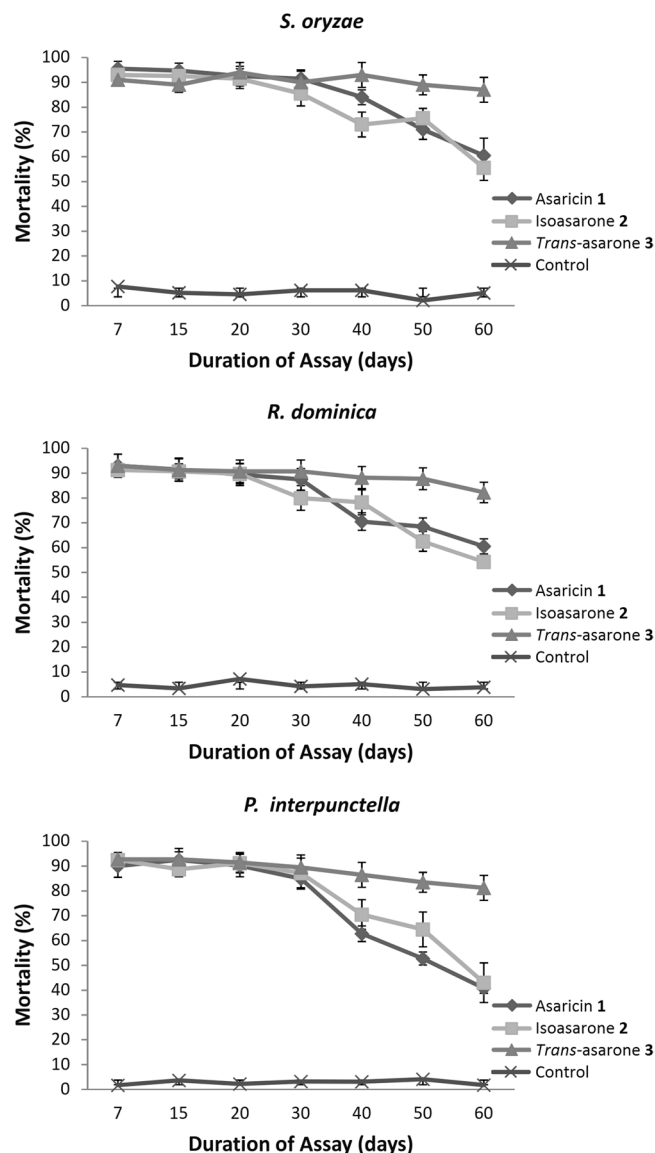 S. oryzae
100
90
80
70
60
50
40
30
20
10
0
Mortality (%)
Asaricin 1
Isoasarone 2
Trans-asarone 3
Control
7 15 20 30 40 50 60
Duration of Assay (days)
R. dominica
100
90
80
70
60
50
40
30
20
10
0
Mortality (%)
Asaricin 1
Isoasarone 2
Trans-asarone 3
Control
7 15 20 30 40 50 60
Duration of Assay (days)
P. interpunctella
100
90
80
70
60
50
40
30
20
10
0
Mortality (%)
Asaricin 1
Isoasarone 2
Trans-asarone 3
Control
7 15 20 30 40 50 60
Duration of Assay (days)